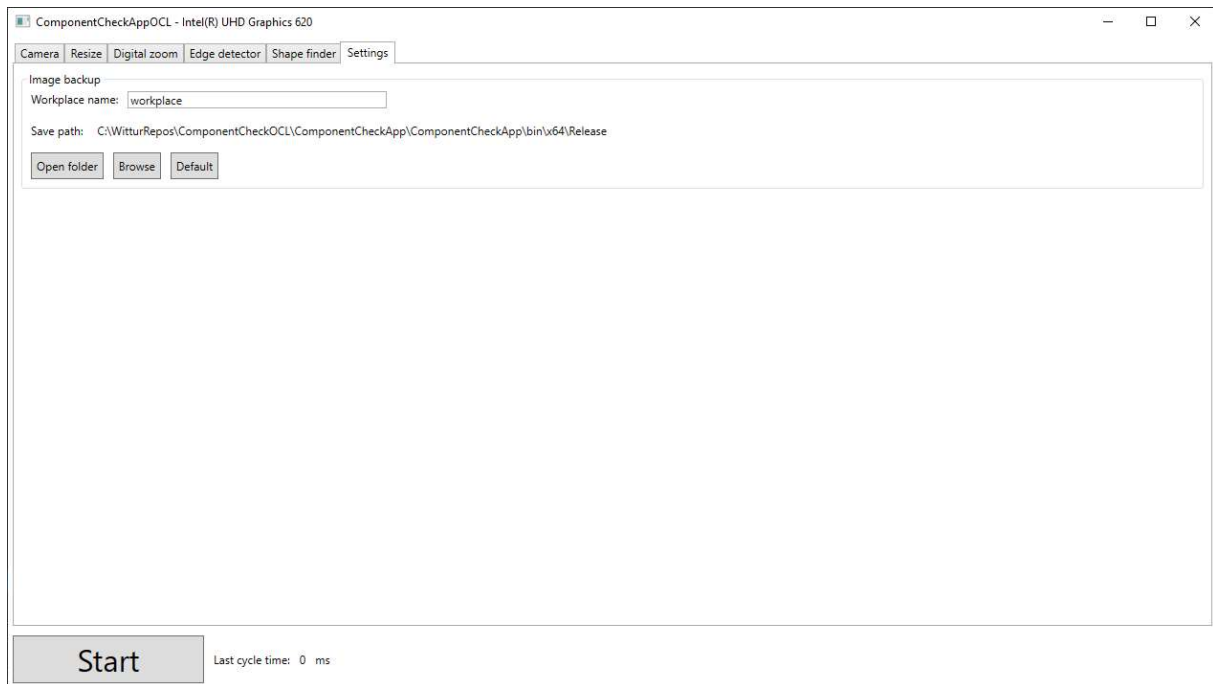 ComponentCheckAppOCL - Intel(R) UHD Graphics 620
Camera Resize Digital zoom Edge detector Shape finder Settings
Image backup
Workplace name: workplace
Save path: C:\WitturRepos\ComponentCheckOCL\ComponentCheckApp\ComponentCheckApp\bin\x64\Release
Open folder Browse Default
Start Last cycle time: 0 ms